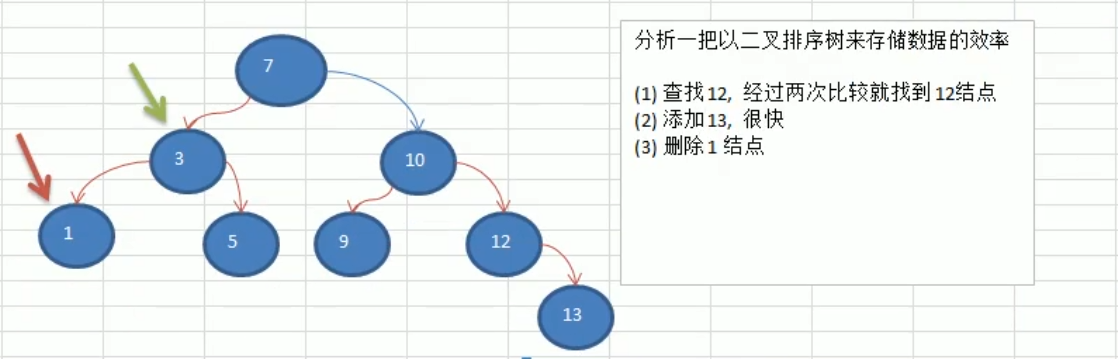 7
3
10
1
5
9
12
13
分析一把以二叉排序树来存储数据的效率
(1) 查找12, 经过两次比较就找到12结点
(2) 添加13, 很快
(3) 删除1 结点